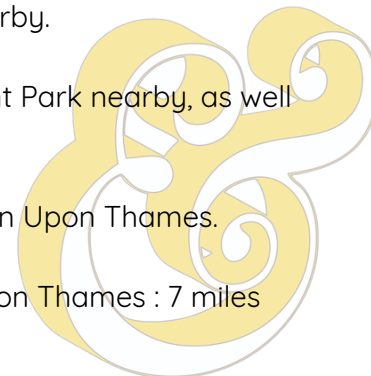 rby.
t Park nearby, as well
n Upon Thames.
on Thames : 7 miles